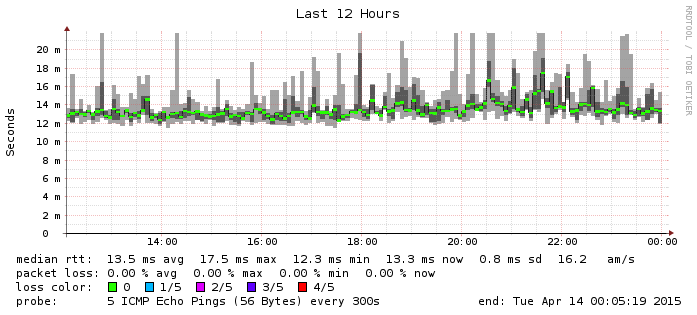 Last 12 Hours
RRDTOOL / TOBI OETIKER
Seconds
20 m
18 m
16 m
14 m
12 m
10 m
8 m
6 m
4 m
2 m
0
14:00 16:00 18:00 20:00 22:00 00:00
median rtt: 13.5 ms avg 17.5 ms max 12.3 ms min 13.3 ms now 0.8 ms sd 16.2 am/s
packet loss: 0.00 % avg 0.00 % max 0.00 % min 0.00 % now
loss color: 0 1/5 2/5 3/5 4/5
probe: 5 ICMP Echo Pings (56 Bytes) every 300s end: Tue Apr 14 00:05:19 2015